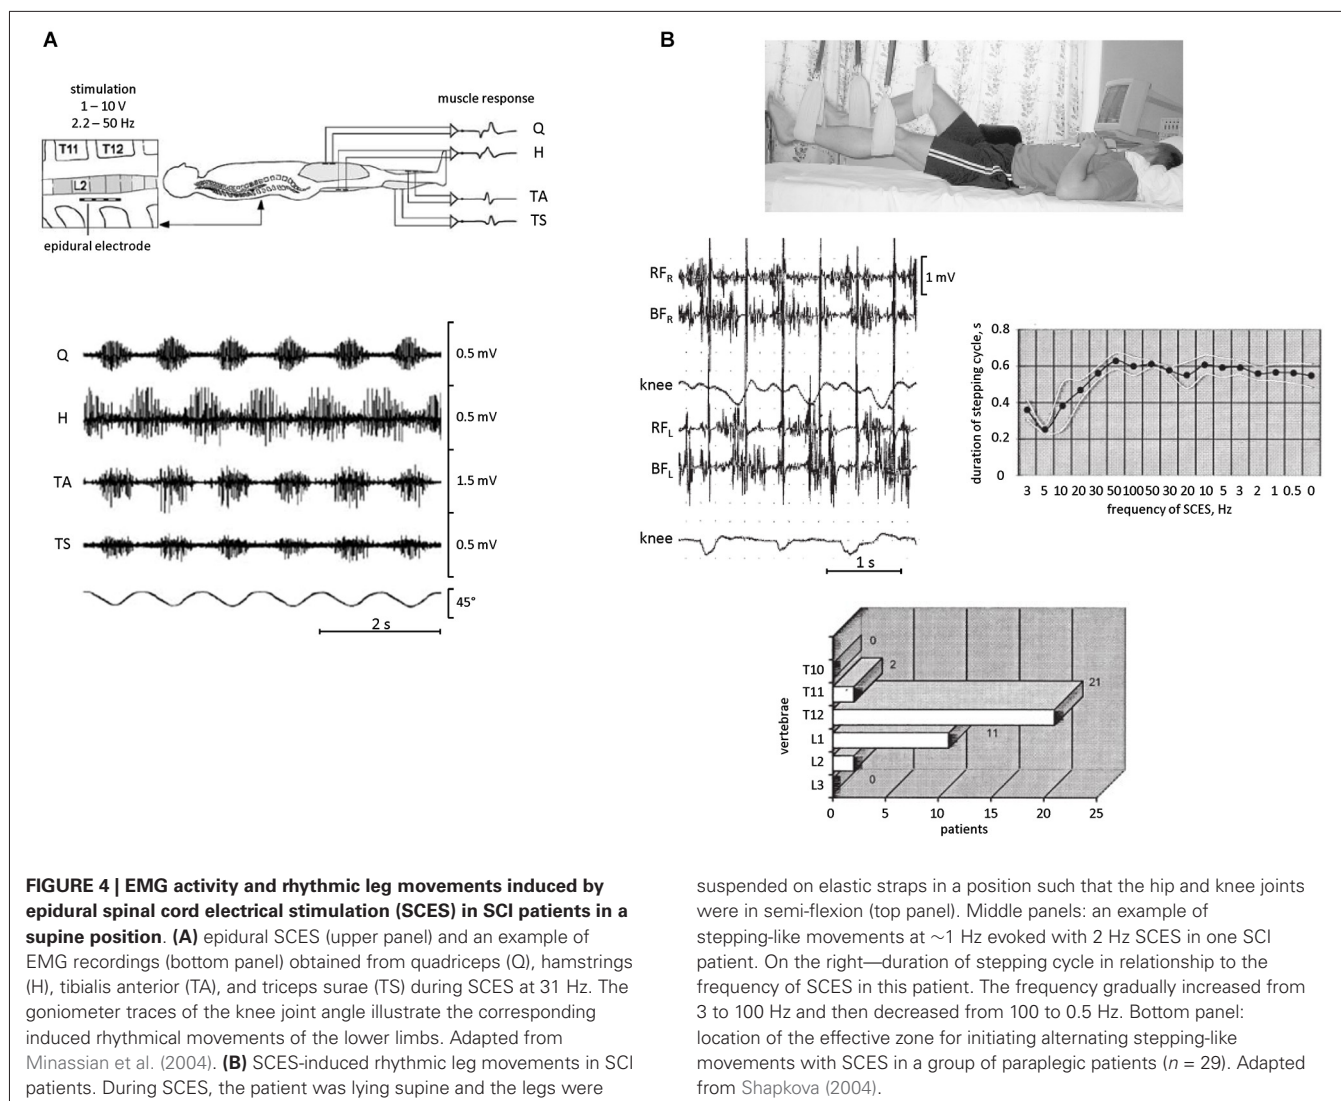 A
stimulation
1 – 10 V
2.2 – 50 Hz
T11 T12
L2
epidural electrode
muscle response
Q
H
TA
TS
Q
0.5 mV
H
0.5 mV
TA
1.5 mV
TS
0.5 mV
45°
2 s
B
RF_R
1 mV
BF_R
knee
RF_L
BF_L
knee
1 s
duration of stepping cycle, s
0.8
0.6
0.4
0.2
0
3 5 10 20 30 50 100 50 30 20 10 5 3 2 1 0.5 0
frequency of SCES, Hz
vertebrae
T10
T11
T12
L1
L2
L3
0
2
21
11
0
0 5 10 15 20 25
patients
FIGURE 4 | EMG activity and rhythmic leg movements induced by
epidural spinal cord electrical stimulation (SCES) in SCI patients in a
supine position. (A) epidural SCES (upper panel) and an example of
EMG recordings (bottom panel) obtained from quadriceps (Q), hamstrings
(H), tibialis anterior (TA), and triceps surae (TS) during SCES at 31 Hz. The
goniometer traces of the knee joint angle illustrate the corresponding
induced rhythmical movements of the lower limbs. Adapted from
Minassian et al. (2004). (B) SCES-induced rhythmic leg movements in SCI
patients. During SCES, the patient was lying supine and the legs were
suspended on elastic straps in a position such that the hip and knee joints
were in semi-flexion (top panel). Middle panels: an example of
stepping-like movements at ∼1 Hz evoked with 2 Hz SCES in one SCI
patient. On the right—duration of stepping cycle in relationship to the
frequency of SCES in this patient. The frequency gradually increased from
3 to 100 Hz and then decreased from 100 to 0.5 Hz. Bottom panel:
location of the effective zone for initiating alternating stepping-like
movements with SCES in a group of paraplegic patients (n = 29). Adapted
from Shapkova (2004).